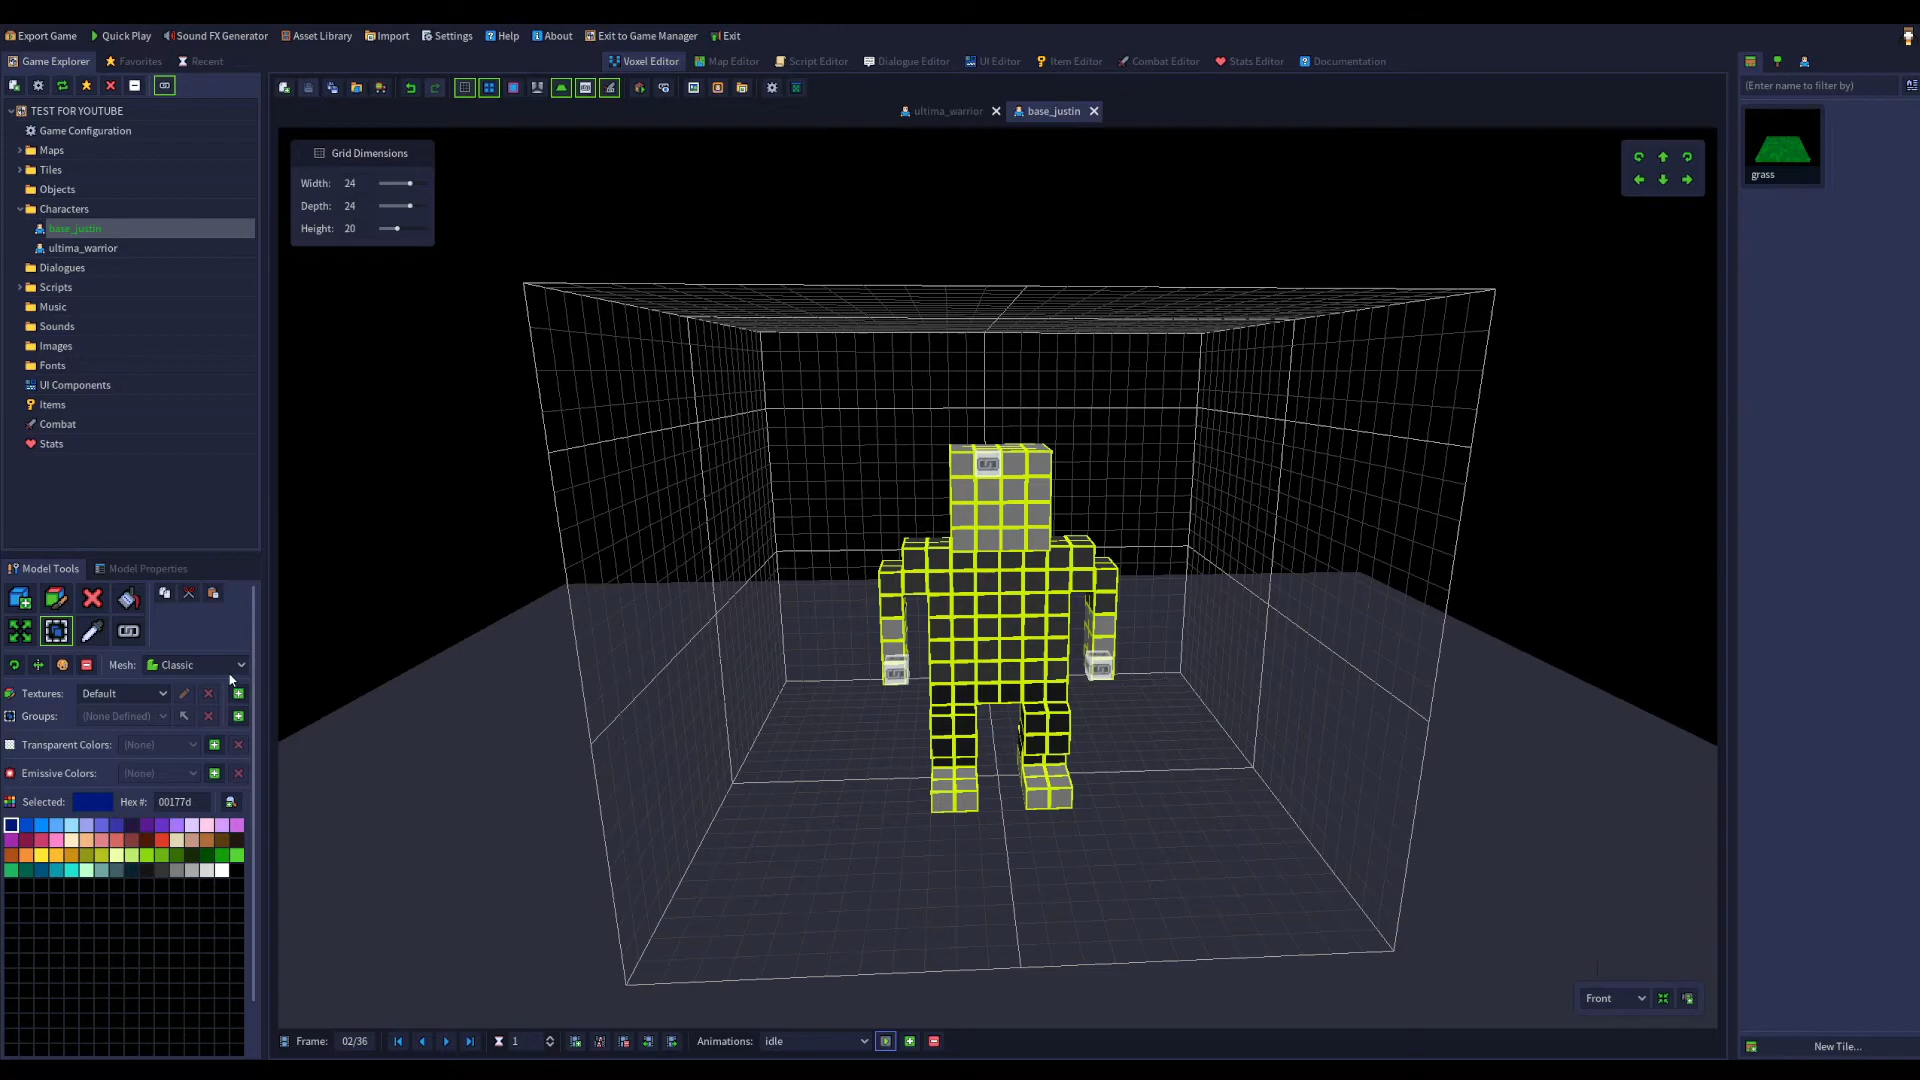 Export Game Quick Play Sound FX Generator Asset Library Import Settings Help About Exit to Game Manager Exit
Game Explorer Favorites Recent Voxel Editor Map Editor Script Editor Dialogue Editor UI Editor Item Editor Combat Editor Stats Editor Documentation
(Enter name to filter by)
ultima_warrior base_justin
TEST FOR YOUTUBE
Game Configuration
Maps
Tiles
Objects
Characters
base_justin
ultima_warrior
Dialogues
Scripts
Music
Sounds
Images
Fonts
UI Components
Items
Combat
Stats
Grid Dimensions
Width: 24
Depth: 24
Height: 20
grass
Model Tools Model Properties
Mesh: Classic
Textures: Default
Groups: (None Defined)
Transparent Colors: (None)
Emissive Colors: (None)
Selected: Hex #: 00177d
Front
Frame: 02/36 1 Animations: idle
New Tile...